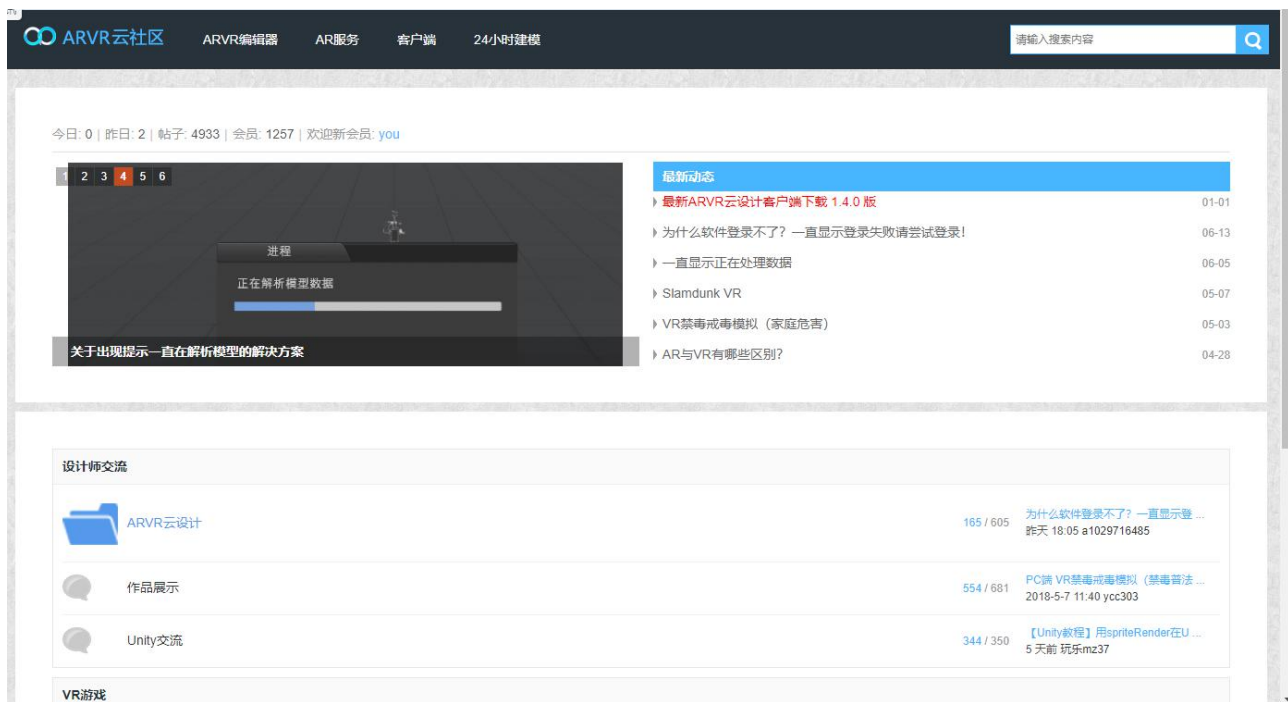 ARVR云社区 ARVR编辑器 AR服务 客户端 24小时建模 请输入搜索内容
今日: 0 | 昨日: 2 | 帖子: 4933 | 会员: 1257 | 欢迎新会员: you
1 2 3 4 5 6
进程
正在解析模型数据
关于出现提示一直在解析模型的解决方案
最新动态
最新ARVR云设计客户端下载 1.4.0 版 01-01
为什么软件登录不了？一直显示登录失败请尝试登录！ 06-13
一直显示正在处理数据 06-05
Slamdunk VR 05-07
VR禁毒戒毒模拟（家庭危害） 05-03
AR与VR有哪些区别？ 04-28
设计师交流
ARVR云设计 165 / 605 为什么软件登录不了？一直显示登 ...
昨天 18:05 a1029716485
作品展示 554 / 681 PC端 VR禁毒戒毒模拟（禁毒普法 ...
2018-5-7 11:40 ycc303
Unity交流 344 / 350 【Unity教程】用spriteRender在U ...
5 天前 玩乐mz37
VR游戏